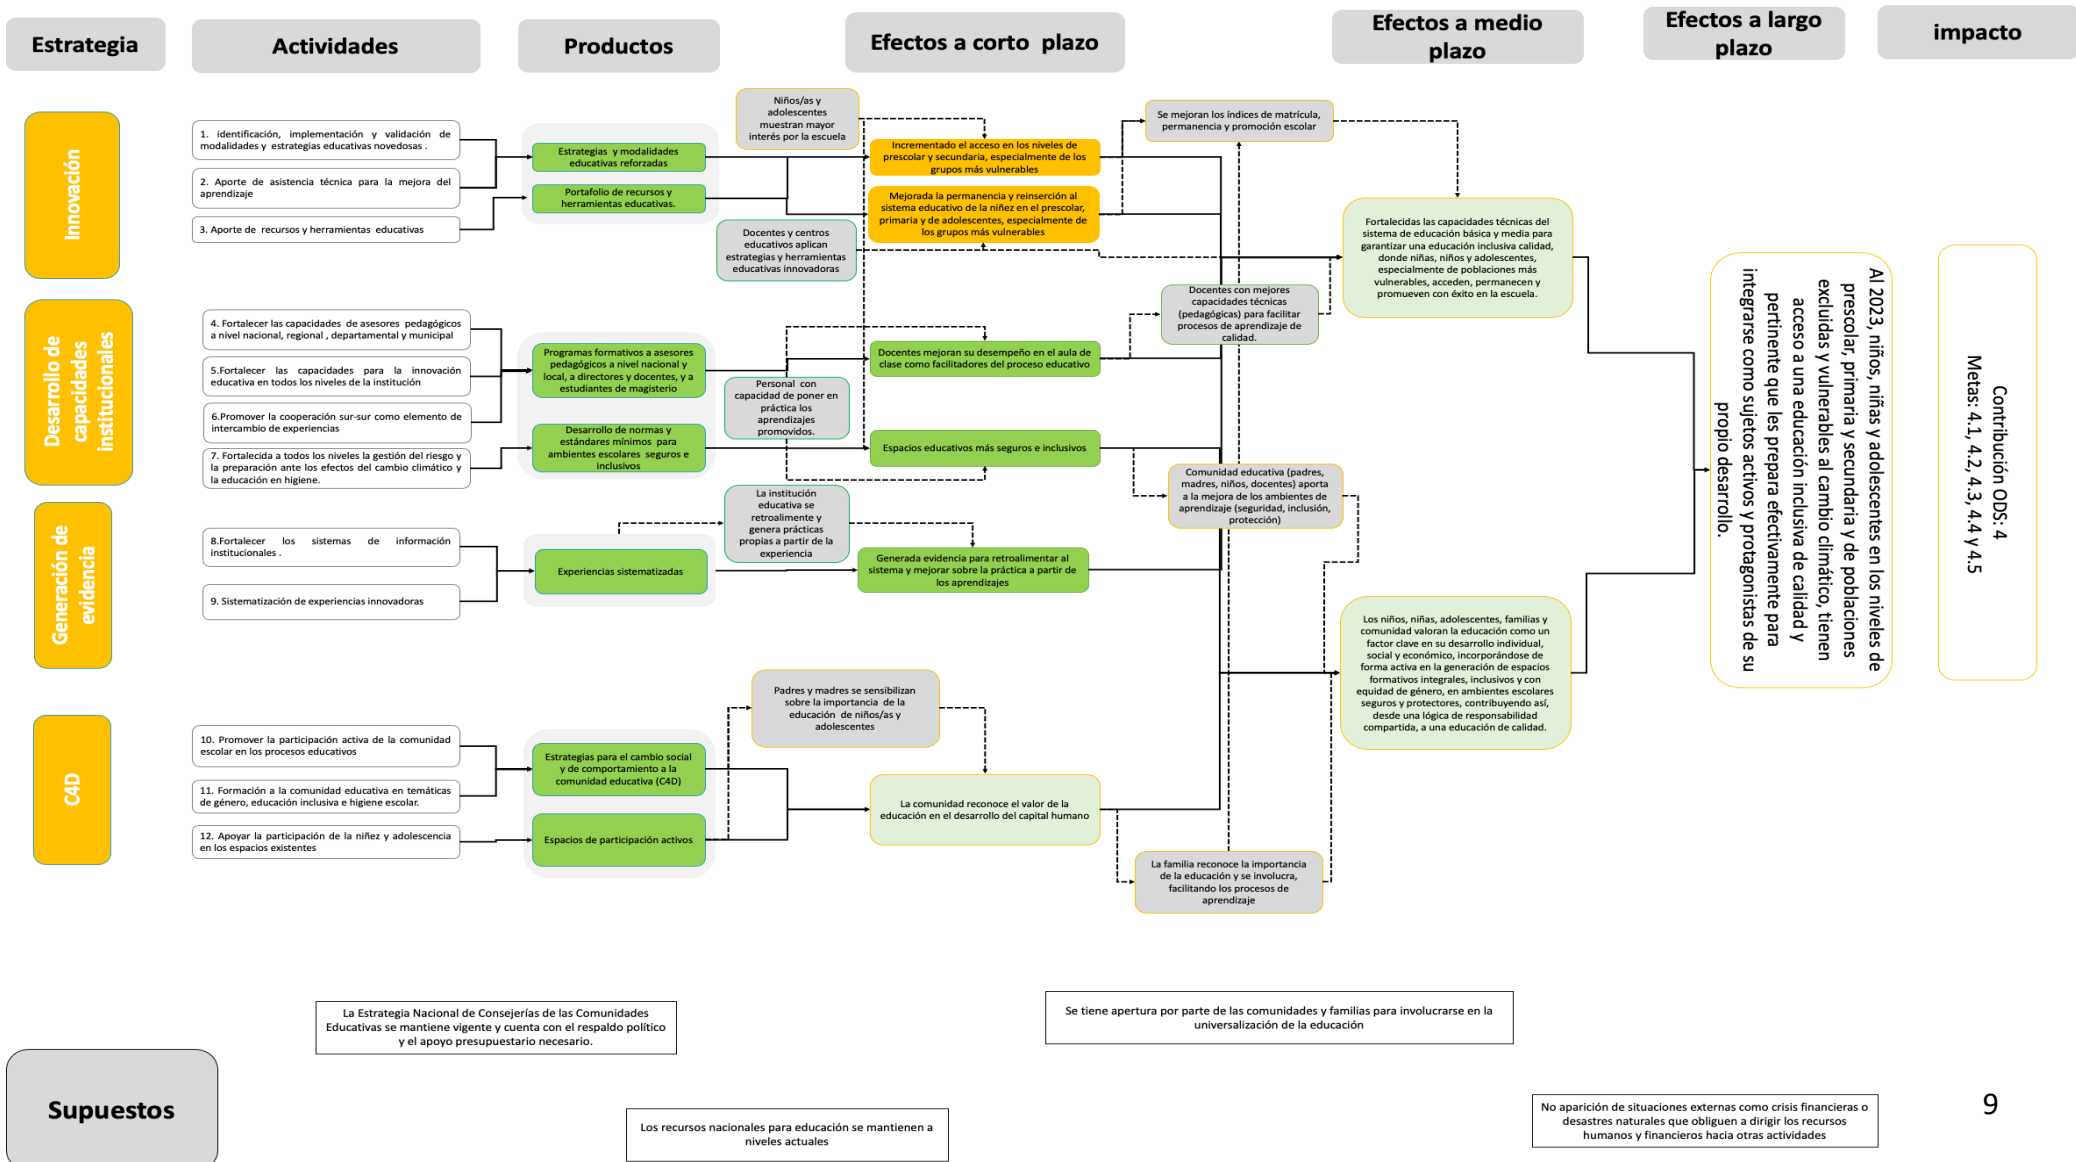 Estrategia
Actividades
Productos
Efectos a corto plazo
Efectos a medio
plazo
Efectos a largo
plazo
impacto
Innovación
1. identificación, implementación y validación de
modalidades y estrategias educativas novedosas .
2. Aporte de asistencia técnica para la mejora del
aprendizaje
3. Aporte de recursos y herramientas educativas
Estrategias y modalidades
educativas reforzadas
Portafolio de recursos y
herramientas educativas.
Niños/as y
adolescentes
muestran mayor
interés por la escuela
Docentes y centros
educativos aplican
estrategias y herramientas
educativas innovadoras
Incrementado el acceso en los niveles de
prescolar y secundaria, especialmente de los
grupos más vulnerables
Mejorada la permanencia y reinserción al
sistema educativo de la niñez en el prescolar,
primaria y de adolescentes, especialmente de
los grupos más vulnerables
Se mejoran los índices de matrícula,
permanencia y promoción escolar
Fortalecidas las capacidades técnicas del
sistema de educación básica y media para
garantizar una educación inclusiva calidad,
donde niñas, niños y adolescentes,
especialmente de poblaciones más
vulnerables, acceden, permanecen y
promueven con éxito en la escuela.
Desarrollo de
capacidades
institucionales
4. Fortalecer las capacidades de asesores pedagógicos
a nivel nacional, regional , departamental y municipal
5.Fortalecer las capacidades para la innovación
educativa en todos los niveles de la institución
6.Promover la cooperación sur-sur como elemento de
intercambio de experiencias
7. Fortalecida a todos los niveles la gestión del riesgo y
la preparación ante los efectos del cambio climático y
la educación en higiene.
Programas formativos a asesores
pedagógicos a nivel nacional y
local, a directores y docentes, y a
estudiantes de magisterio
Desarrollo de normas y
estándares mínimos para
ambientes escolares seguros e
inclusivos
Personal con
capacidad de poner en
práctica los
aprendizajes
promovidos.
Docentes mejoran su desempeño en el aula de
clase como facilitadores del proceso educativo
Espacios educativos más seguros e inclusivos
Docentes con mejores
capacidades técnicas
(pedagógicas) para facilitar
procesos de aprendizaje de
calidad.
Comunidad educativa (padres,
madres, niños, docentes) aporta
a la mejora de los ambientes de
aprendizaje (seguridad, inclusión,
protección)
Generación de
evidencia
8.Fortalecer los sistemas de información
institucionales .
9. Sistematización de experiencias innovadoras
Experiencias sistematizadas
La institución
educativa se
retroalimente y
genera prácticas
propias a partir de la
experiencia
Generada evidencia para retroalimentar al
sistema y mejorar sobre la práctica a partir de
los aprendizajes
Los niños, niñas, adolescentes, familias y
comunidad valoran la educación como un
factor clave en su desarrollo individual,
social y económico, incorporándose de
forma activa en la generación de espacios
formativos integrales, inclusivos y con
equidad de género, en ambientes escolares
seguros y protectores, contribuyendo así,
desde una lógica de responsabilidad
compartida, a una educación de calidad.
C4D
10. Promover la participación activa de la comunidad
escolar en los procesos educativos
11. Formación a la comunidad educativa en temáticas
de género, educación inclusiva e higiene escolar.
12. Apoyar la participación de la niñez y adolescencia
en los espacios existentes
Estrategias para el cambio social
y de comportamiento a la
comunidad educativa (C4D)
Espacios de participación activos
Padres y madres se sensibilizan
sobre la importancia de la
educación de niños/as y
adolescentes
La comunidad reconoce el valor de la
educación en el desarrollo del capital humano
La familia reconoce la importancia
de la educación y se involucra,
facilitando los procesos de
aprendizaje
Al 2023, niños, niñas y adolescentes en los niveles de
prescolar, primaria y secundaria y de poblaciones
excluidas y vulnerables al cambio climático, tienen
acceso a una educación inclusiva de calidad y
pertinente que les prepara efectivamente para
integrarse como sujetos activos y protagonistas de su
propio desarrollo.
Contribución ODS: 4
Metas: 4.1, 4.2, 4.3, 4.4 y 4.5
Supuestos
La Estrategia Nacional de Consejerías de las Comunidades
Educativas se mantiene vigente y cuenta con el respaldo político
y el apoyo presupuestario necesario.
Se tiene apertura por parte de las comunidades y familias para involucrarse en la
universalización de la educación
Los recursos nacionales para educación se mantienen a
niveles actuales
No aparición de situaciones externas como crisis financieras o
desastres naturales que obliguen a dirigir los recursos
humanos y financieros hacia otras actividades
9